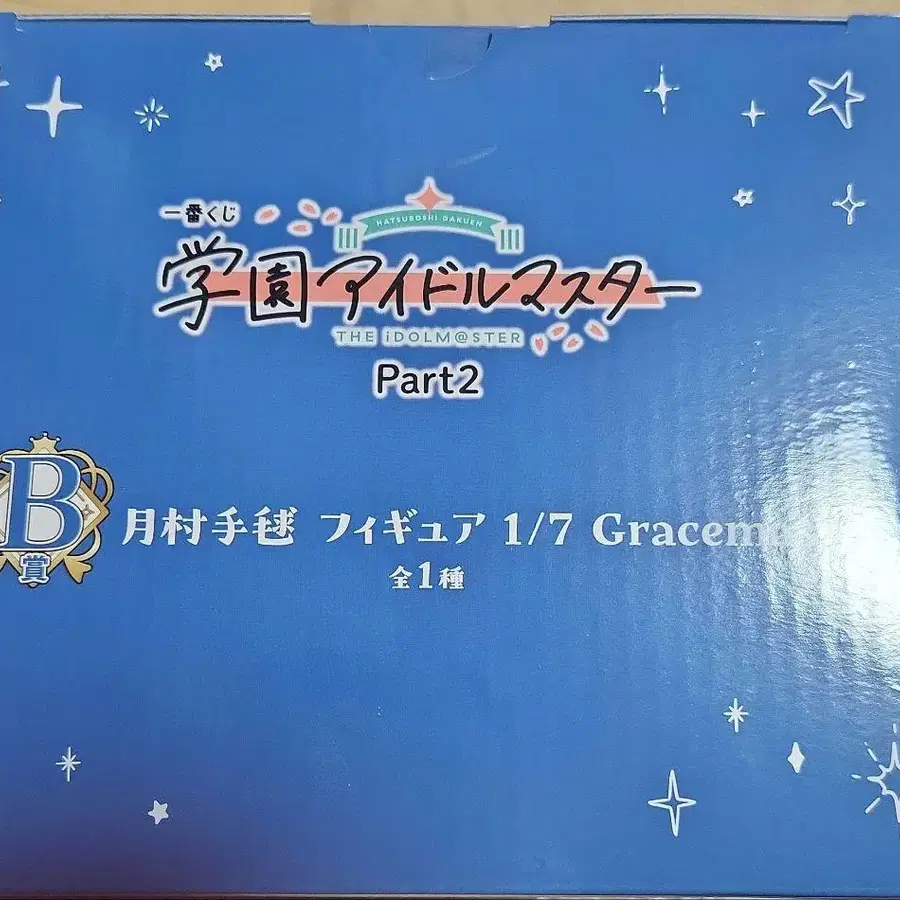 一番くじ
HATSUBOSHI GAKUEN
学園アイドルマスター
THE iDOLM@STER
Part2
B賞
月村手毬 フィギュア 1/7
全1種